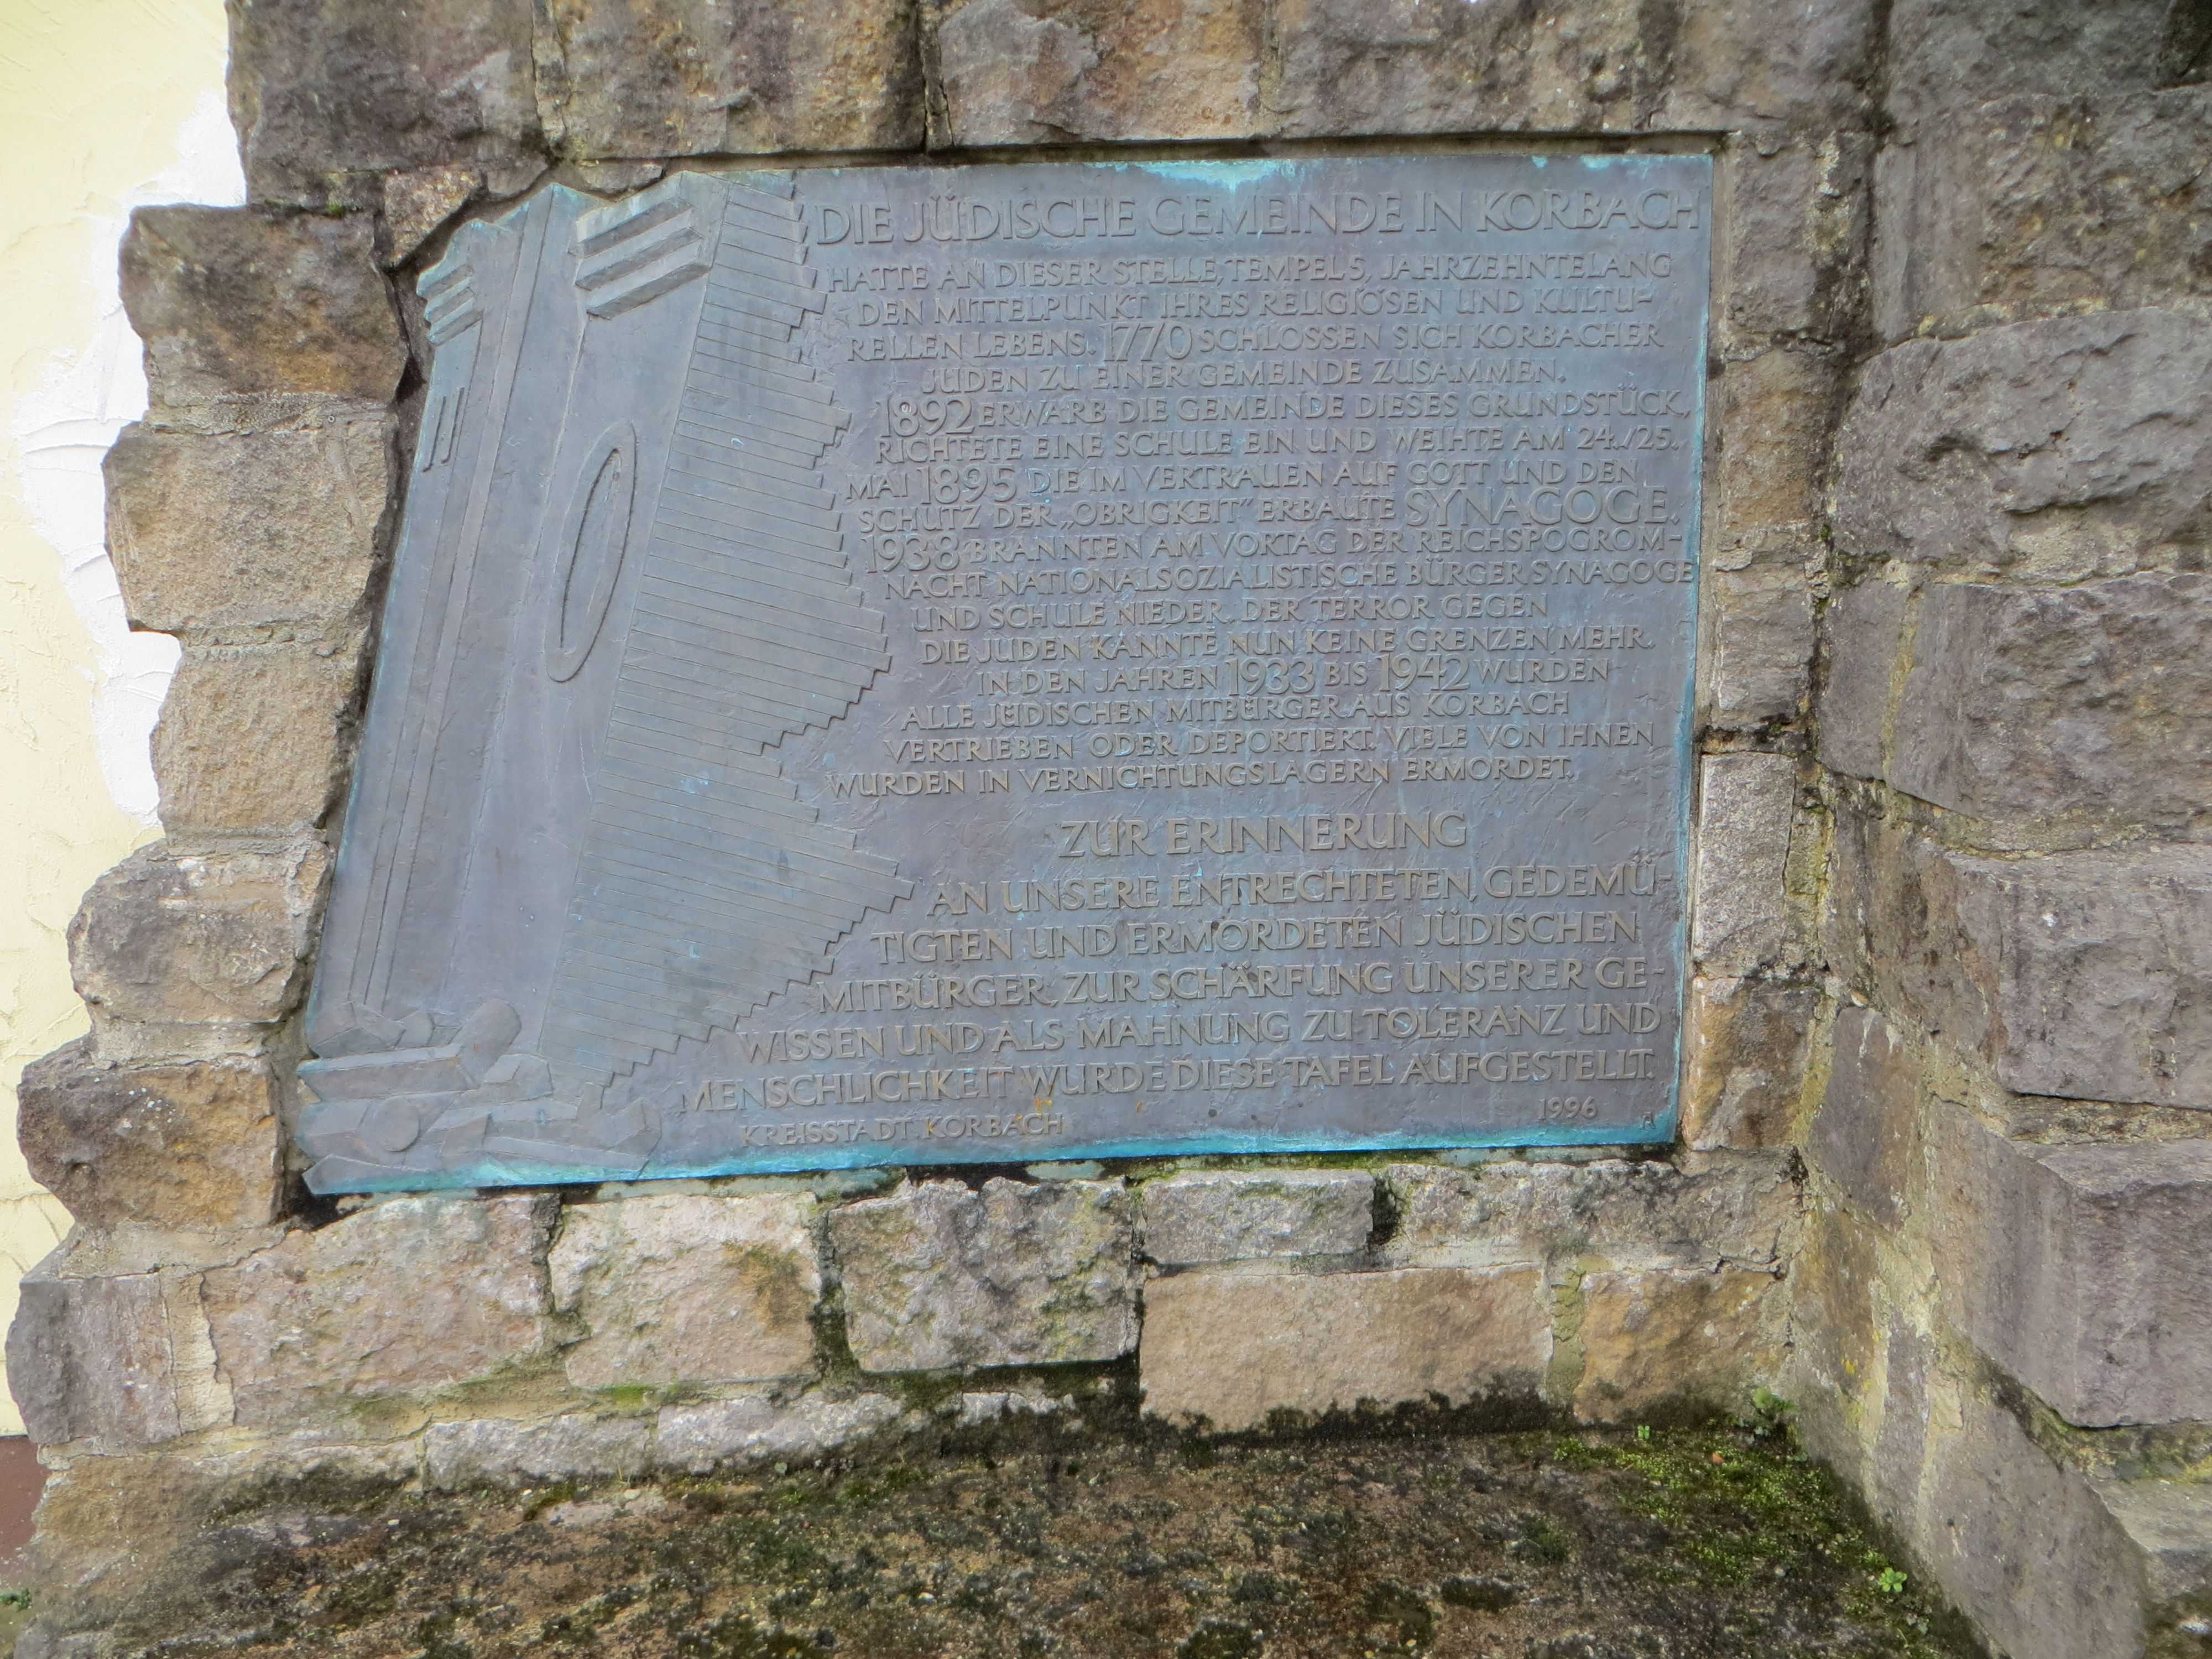 DIE JÜDISCHE GEMEINDE IN KORBACH
HATTE AN DIESER STELLE, TEMPEL 5, JAHRZEHNTELANG
DEN MITTELPUNKT IHRES RELIGIÖSEN UND KULTU-
RELLEN LEBENS. 1770 SCHLOSSEN SICH KORBACHER
JUDEN ZU EINER GEMEINDE ZUSAMMEN.
1892 ERWARB DIE GEMEINDE DIESES GRUNDSTÜCK,
RICHTETE EINE SCHULE EIN UND WEIHTE AM 24./25.
MAI 1895 DIE IM VERTRAUEN AUF GOTT UND DEN
SCHUTZ DER „OBRIGKEIT" ERBAUTE SYNAGOGE.
1938 BRANNTEN AM VORTAG DER REICHSPOGROM-
NACHT NATIONALSOZIALISTISCHE BÜRGER SYNAGOGE
UND SCHULE NIEDER. DER TERROR GEGEN
DIE JUDEN KANNTE NUN KEINE GRENZEN MEHR.
IN DEN JAHREN 1933 BIS 1942 WURDEN
ALLE JÜDISCHEN MITBÜRGER AUS KORBACH
VERTRIEBEN ODER DEPORTIERT. VIELE VON IHNEN
WURDEN IN VERNICHTUNGSLAGERN ERMORDET.
ZUR ERINNERUNG
AN UNSERE ENTRECHTETEN, GEDEMÜ-
TIGTEN UND ERMORDETEN JÜDISCHEN
MITBÜRGER, ZUR SCHÄRFUNG UNSERER GE-
WISSEN UND ALS MAHNUNG ZU TOLERANZ UND
MENSCHLICHKEIT WURDE DIESE TAFEL AUFGESTELLT.
KREISSTADT KORBACH 1996